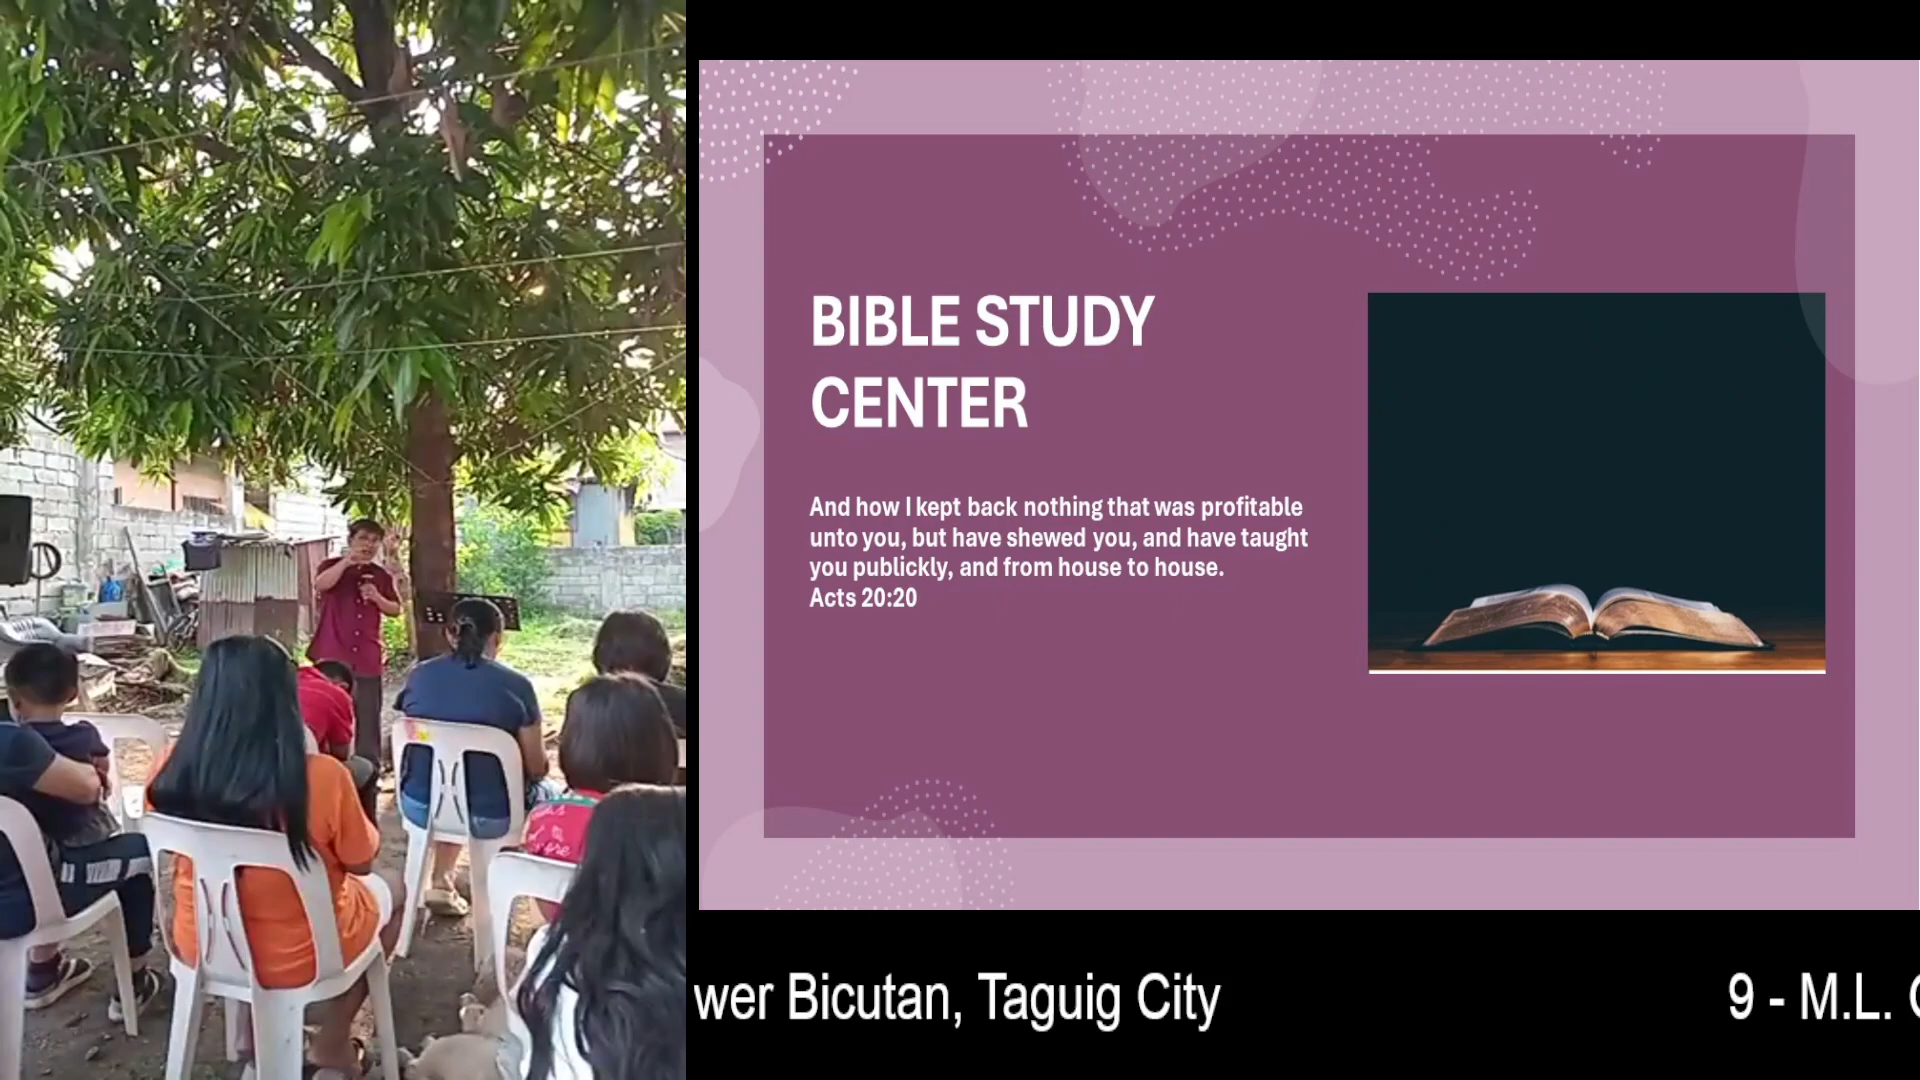 BIBLE STUDY
CENTER
And how I kept back nothing that was profitable
unto you, but have shewed you, and have taught
you publickly, and from house to house.
Acts 20:20
wer Bicutan, Taguig City
9 - M.L.